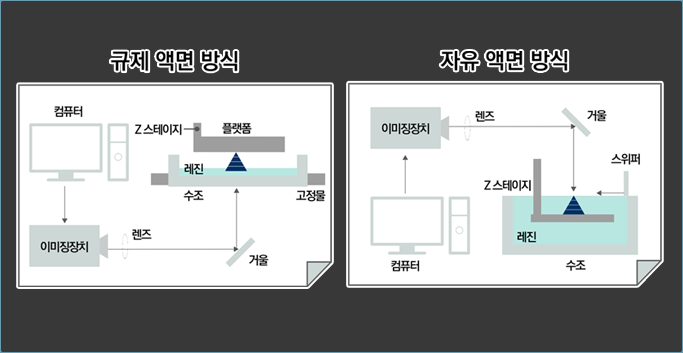 규제 액면 방식
자유 액면 방식
컴퓨터
Z 스테이지
플랫폼
레진
수조
고정물
이미징장치
렌즈
거울
이미징장치
렌즈
거울
스위퍼
Z 스테이지
레진
컴퓨터
수조